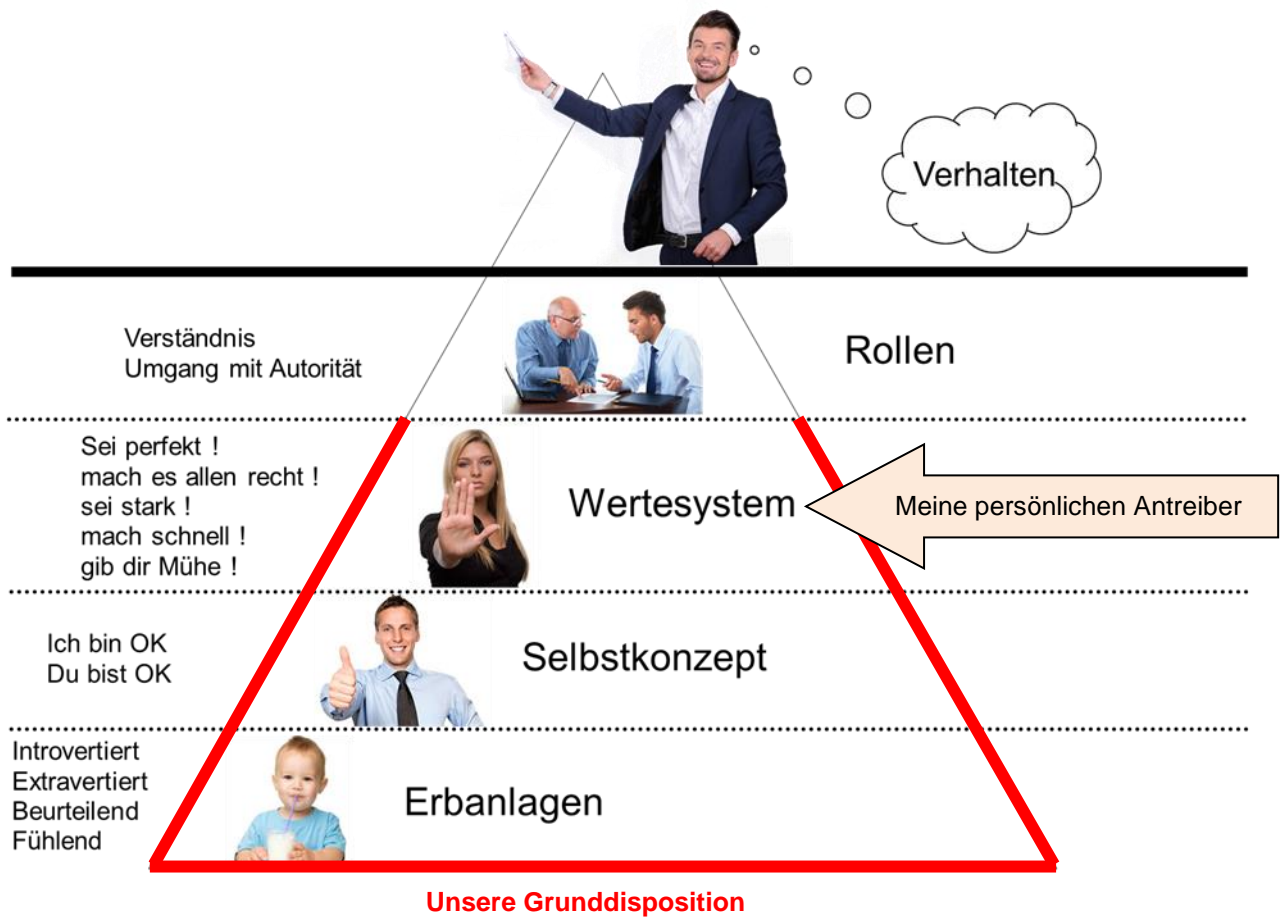 Verhalten
Verständnis
Umgang mit Autorität
Rollen
Sei perfekt !
mach es allen recht !
sei stark !
mach schnell !
gib dir Mühe !
Wertesystem
Meine persönlichen Antreiber
Ich bin OK
Du bist OK
Selbstkonzept
Introvertiert
Extravertiert
Beurteilend
Fühlend
Erbanlagen
Unsere Grunddisposition